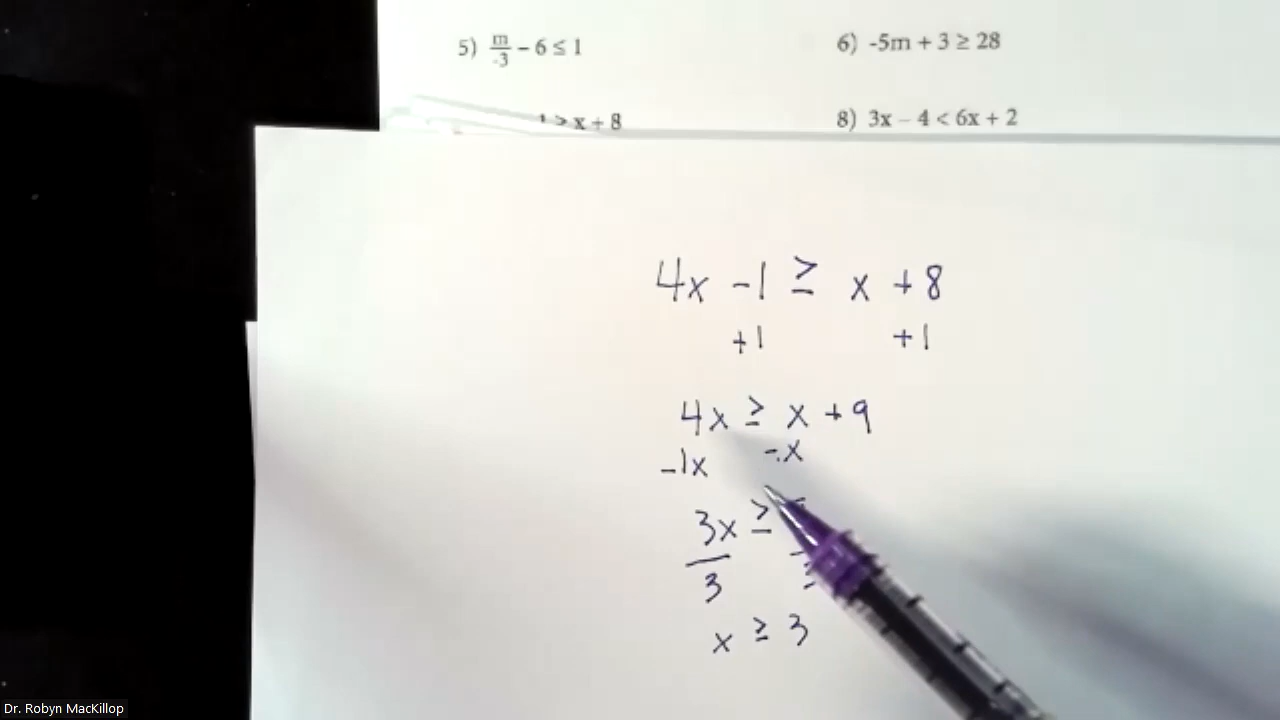 5) m/-3 − 6 ≤ 1
6) -5m + 3 ≥ 28
≥ x + 8
8) 3x − 4 < 6x + 2
4x − 1 ≥ x + 8
+1 +1
4x ≥ x + 9
−1x −x
3x ≥
3
x ≥ 3
Dr. Robyn MacKillop